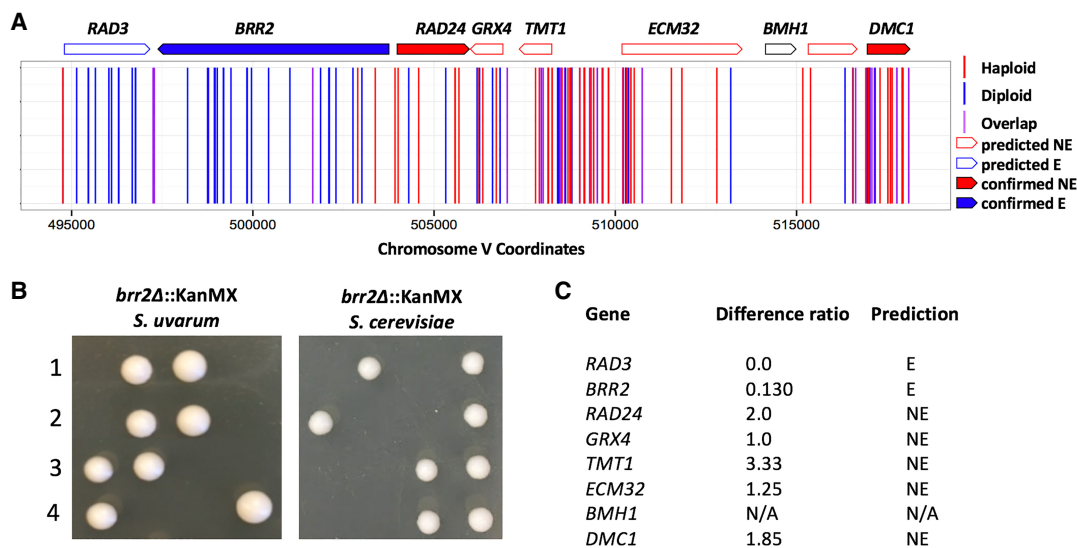 A
RAD3 BRR2 RAD24 GRX4 TMT1 ECM32 BMH1 DMC1
Haploid
Diploid
Overlap
predicted NE
predicted E
confirmed NE
confirmed E
495000 500000 505000 510000 515000
Chromosome V Coordinates
B
brr2Δ::KanMX brr2Δ::KanMX
S. uvarum S. cerevisiae
1
2
3
4
C
Gene Difference ratio Prediction
RAD3 0.0 E
BRR2 0.130 E
RAD24 2.0 NE
GRX4 1.0 NE
TMT1 3.33 NE
ECM32 1.25 NE
BMH1 N/A N/A
DMC1 1.85 NE